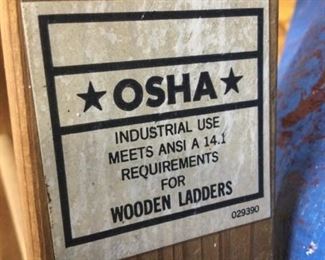 ★ OSHA ★
INDUSTRIAL USE
MEETS ANSI A 14.1
REQUIREMENTS
FOR
WOODEN LADDERS
029390